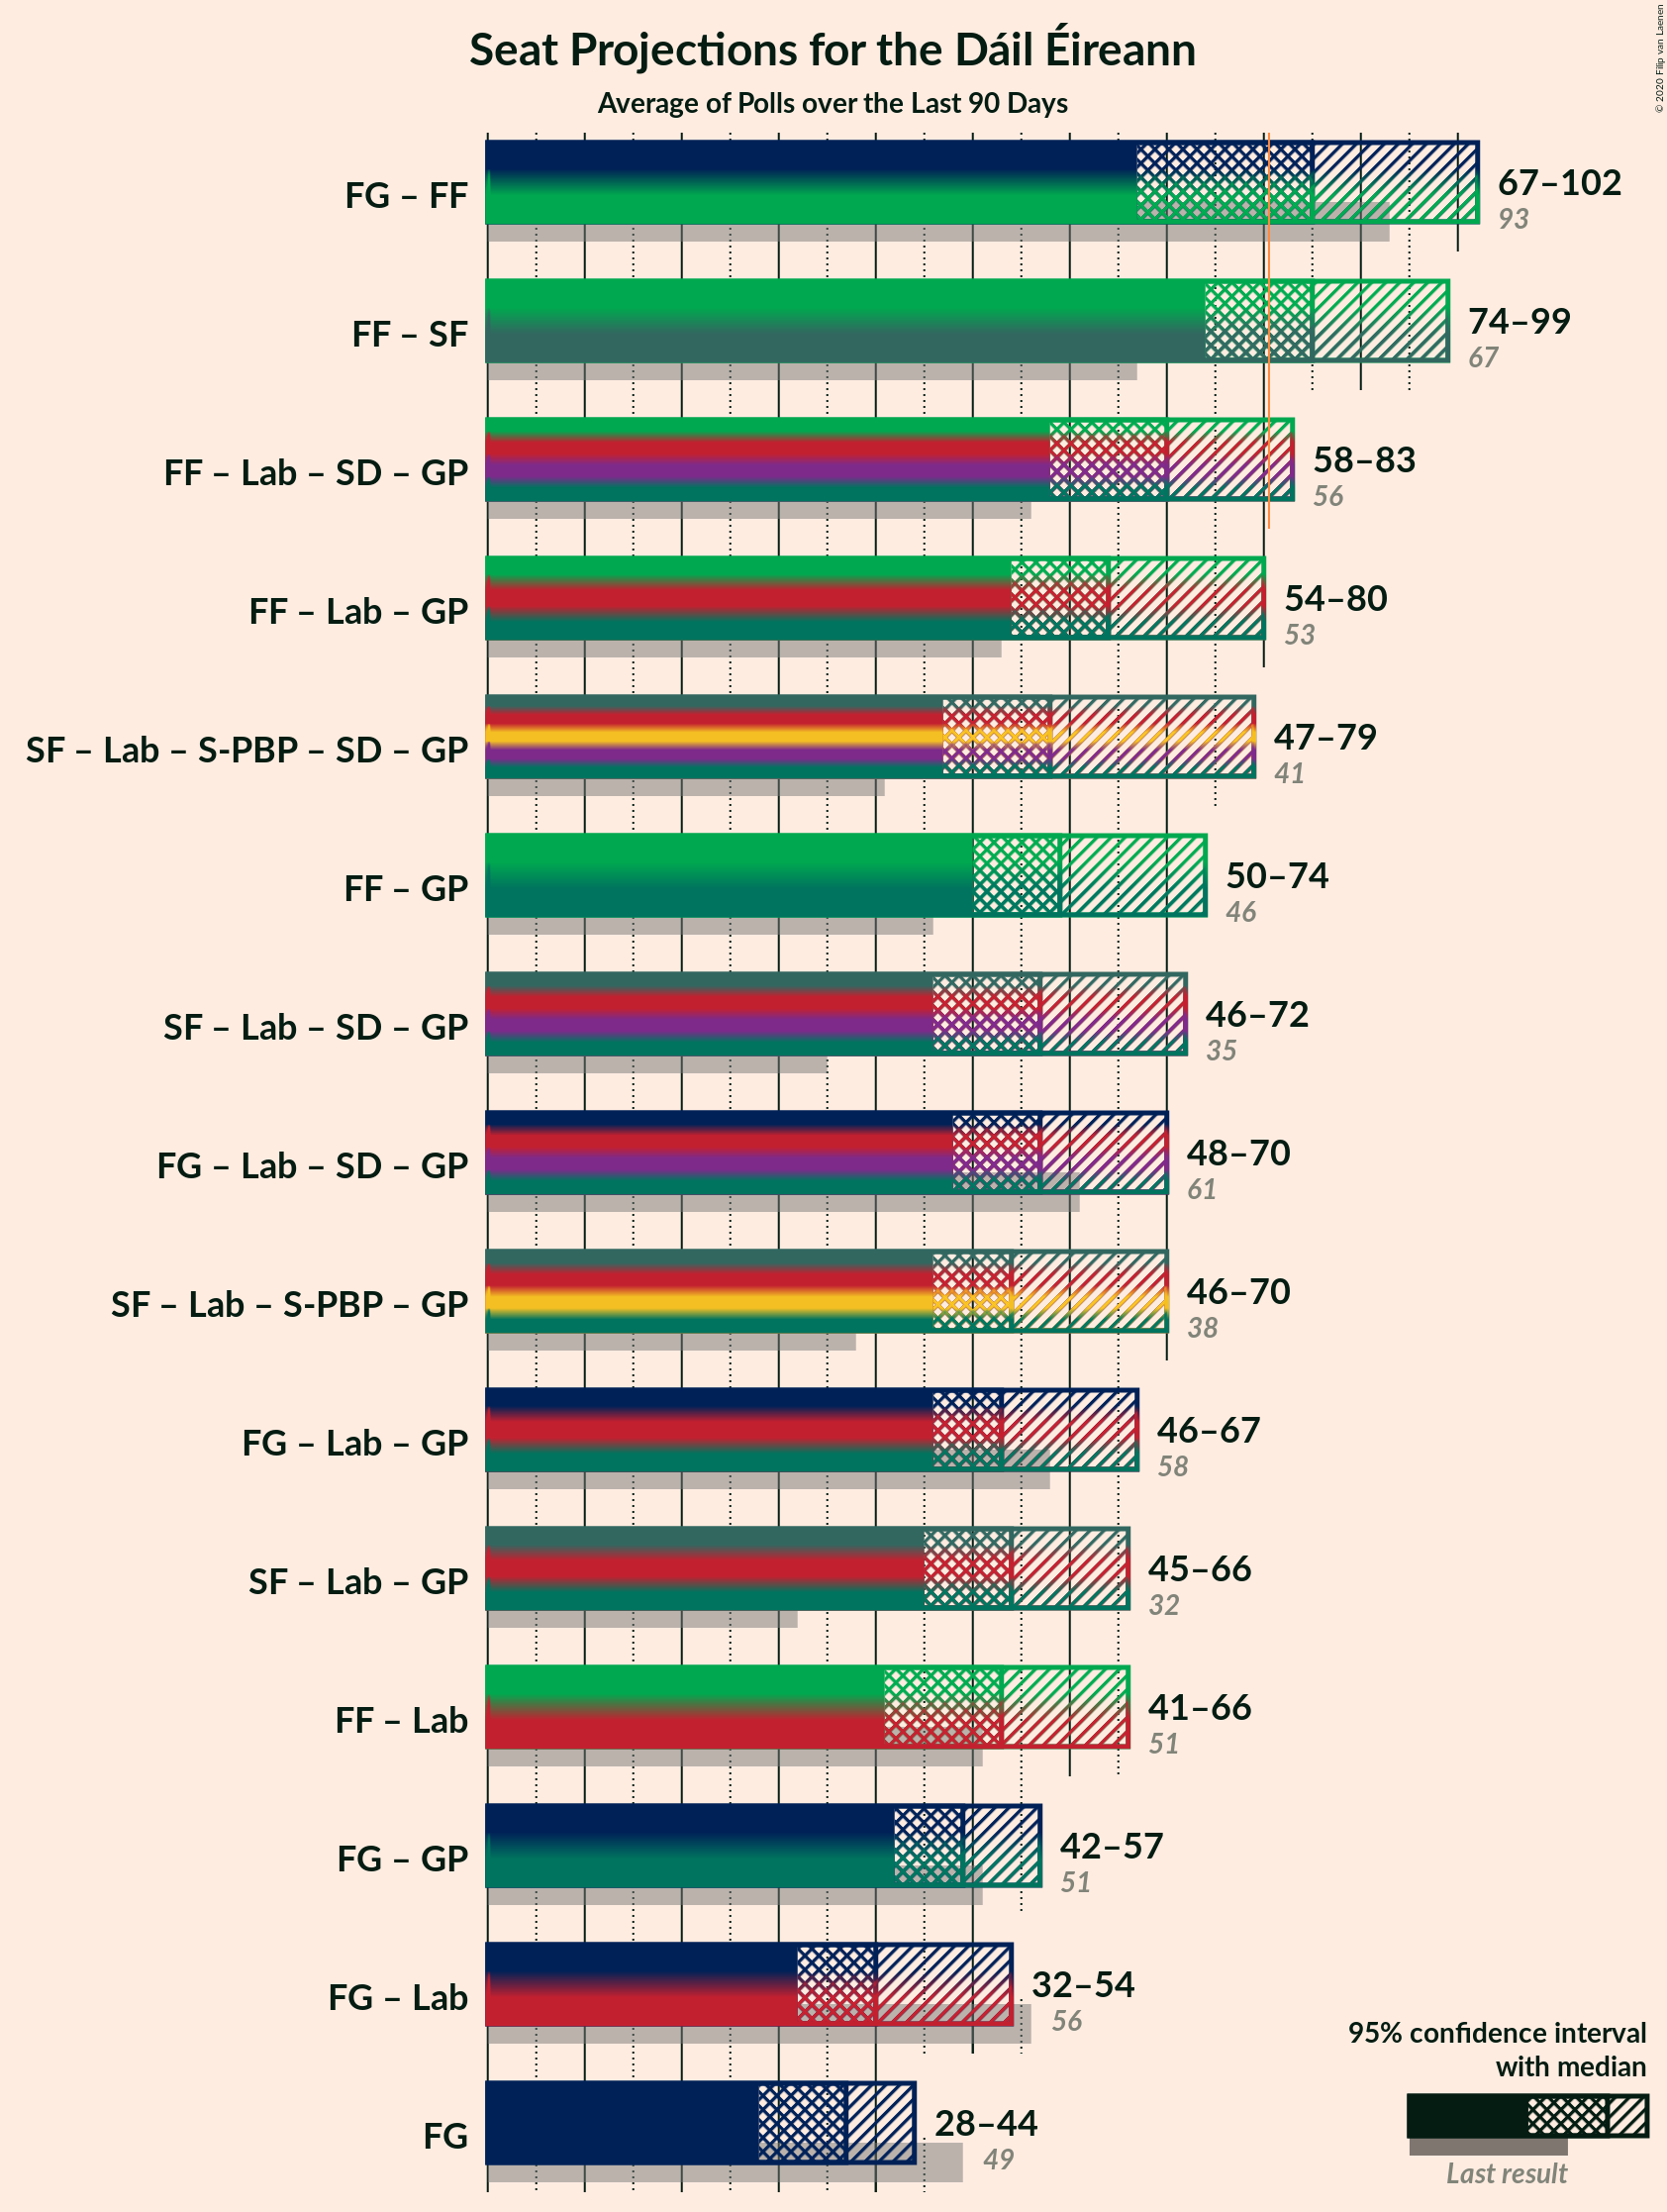 Seat Projections for the Dáil Éireann
Average of Polls over the Last 90 Days
© 2020 Filip van Laenen
FG – FF
67–102
93
FF – SF
74–99
67
FF – Lab – SD – GP
58–83
56
FF – Lab – GP
54–80
53
SF – Lab – S-PBP – SD – GP
47–79
41
FF – GP
50–74
46
SF – Lab – SD – GP
46–72
35
FG – Lab – SD – GP
48–70
61
SF – Lab – S-PBP – GP
46–70
38
FG – Lab – GP
46–67
58
SF – Lab – GP
45–66
32
FF – Lab
41–66
51
FG – GP
42–57
51
FG – Lab
32–54
56
FG
28–44
49
95% confidence interval
with median
Last result